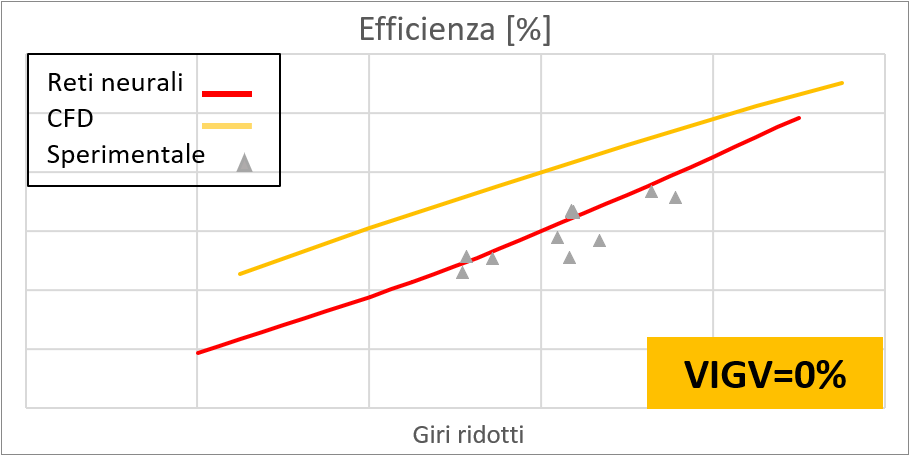 Efficienza [%]
Reti neurali
CFD
Sperimentale
VIGV=0%
Giri ridotti